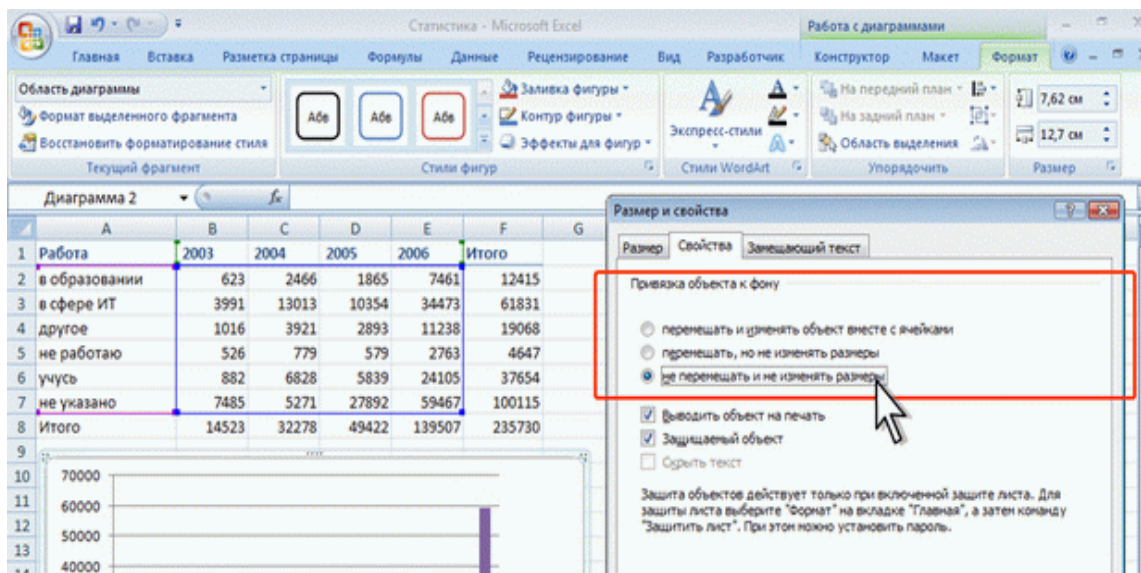 Статистика - Microsoft Excel
Работа с диаграммами
Главная Вставка Разметка страницы Формулы Данные Рецензирование Вид Разработчик Конструктор Макет Формат
Область диаграммы
Формат выделенного фрагмента
Восстановить форматирование стиля
Текущий фрагмент
Абв Абв Абв
Заливка фигуры
Контур фигуры
Эффекты для фигур
Стили фигур
Экспресс-стили
Стили WordArt
На передний план
На задний план
Область выделения
Упорядочить
7,62 см
12,7 см
Размер
Диаграмма 2 fx
A B C D E F G
1 Работа 2003 2004 2005 2006 Итого
2 в образовании 623 2466 1865 7461 12415
3 в сфере ИТ 3991 13013 10354 34473 61831
4 другое 1016 3921 2893 11238 19068
5 не работаю 526 779 579 2763 4647
6 учусь 882 6828 5839 24105 37654
7 не указано 7485 5271 27892 59467 100115
8 Итого 14523 32278 49422 139507 235730
9
10 70000
11 60000
12 50000
13 40000
Размер и свойства
Размер Свойства Замещающий текст
Привязка объекта к фону
перемещать и изменять объект вместе с ячейками
перемещать, но не изменять размеры
не перемещать и не изменять размеры
Выводить объект на печать
Защищаемый объект
Скрыть текст
Защита объектов действует только при включенной защите листа. Для
защиты листа выберите "Формат" на вкладке "Главная", а затем команду
"Защитить лист". При этом можно установить пароль.